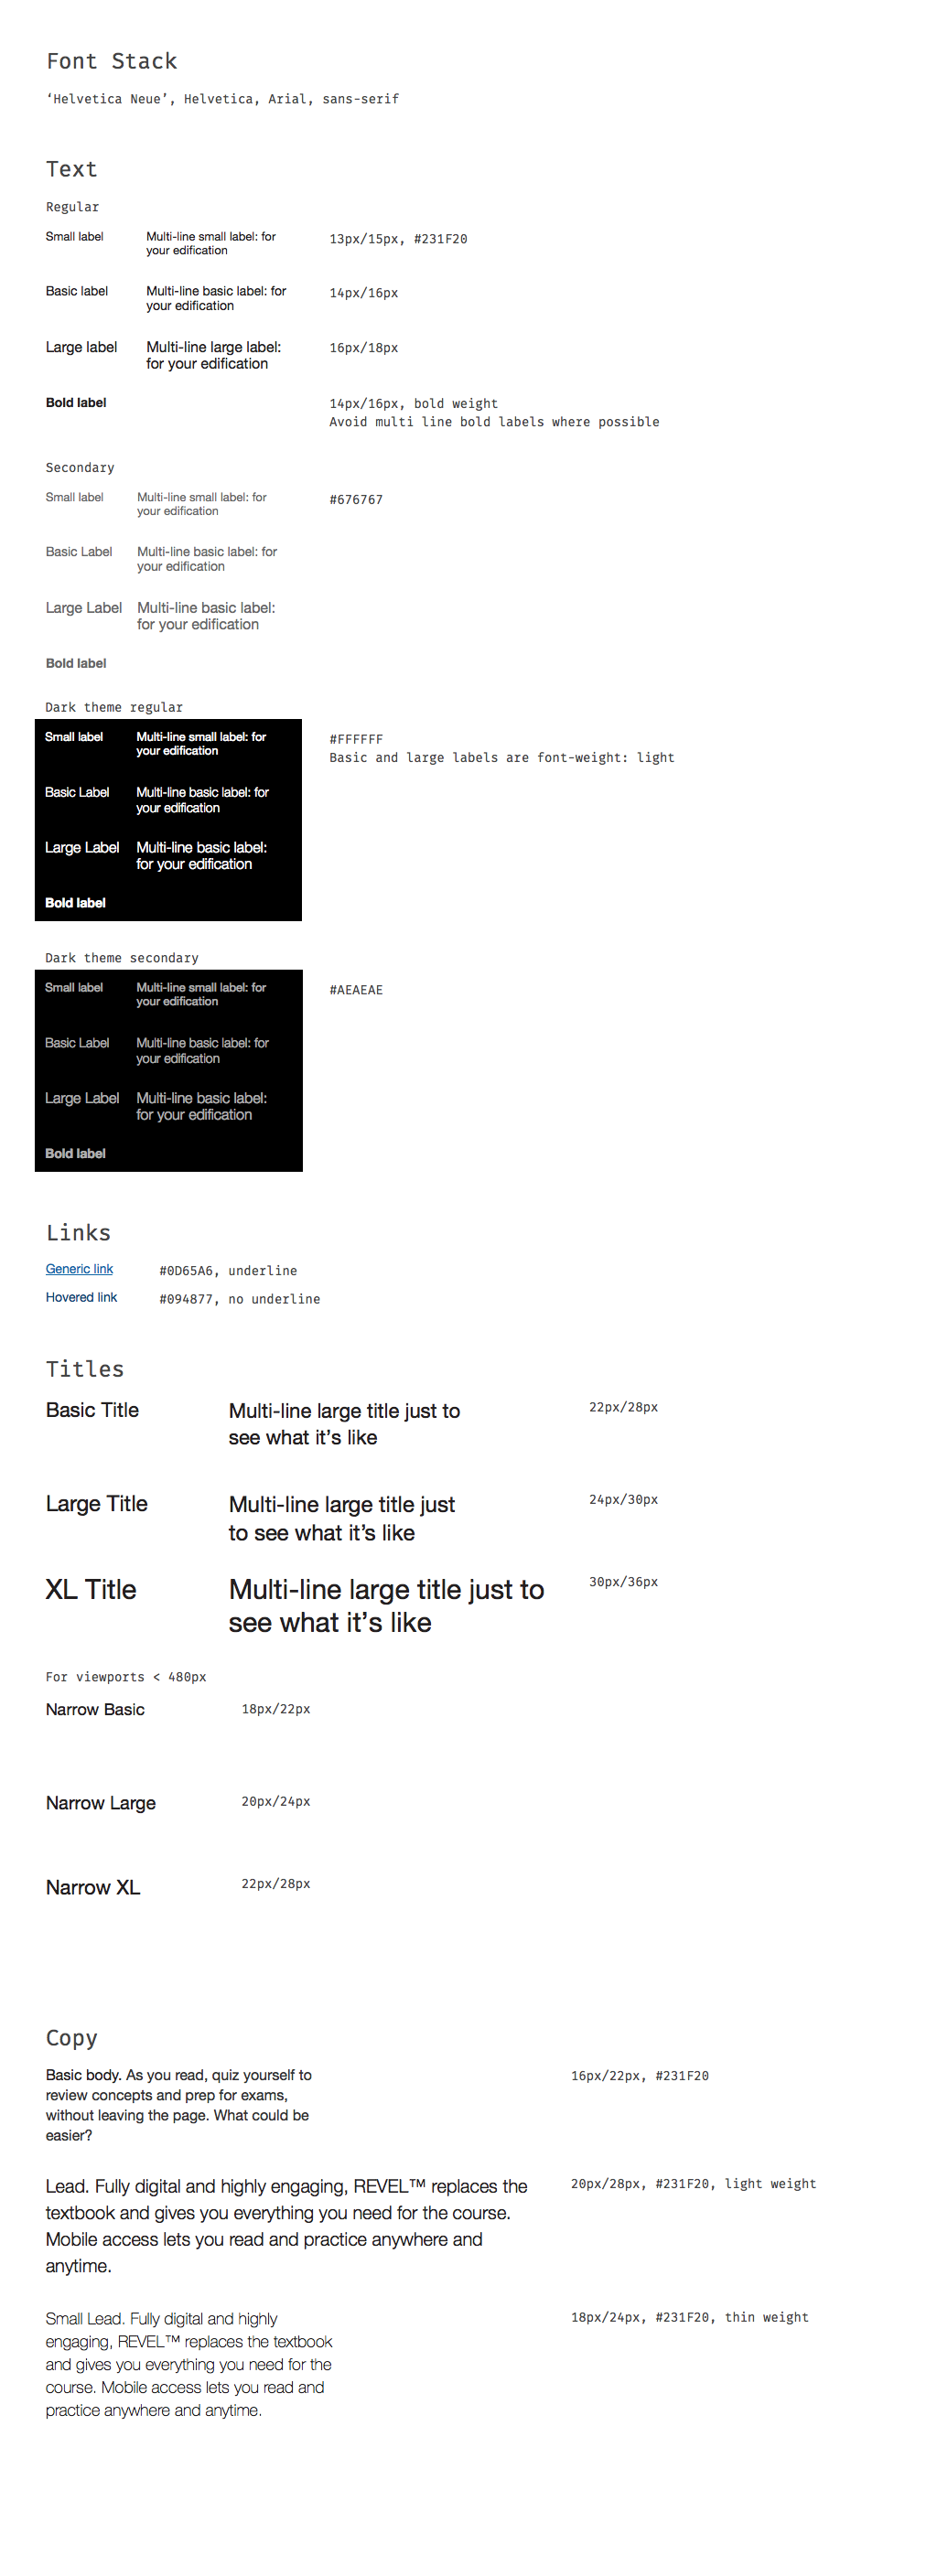 Font Stack
‘Helvetica Neue’, Helvetica, Arial, sans-serif
Text
Regular
Small label
Multi-line small label: for
your edification
13px/15px, #231F20
Basic label
Multi-line basic label: for
your edification
14px/16px
Large label
Multi-line large label:
for your edification
16px/18px
Bold label
14px/16px, bold weight
Avoid multi line bold labels where possible
Secondary
Small label
Multi-line small label: for
your edification
#676767
Basic Label
Multi-line basic label: for
your edification
Large Label
Multi-line basic label:
for your edification
Bold label
Dark theme regular
Small label
Multi-line small label: for
your edification
#FFFFFF
Basic and large labels are font-weight: light
Basic Label
Multi-line basic label: for
your edification
Large Label
Multi-line basic label:
for your edification
Bold label
Dark theme secondary
Small label
Multi-line small label: for
your edification
#AEAEAE
Basic Label
Multi-line basic label: for
your edification
Large Label
Multi-line basic label:
for your edification
Bold label
Links
Generic link
#0D65A6, underline
Hovered link
#094877, no underline
Titles
Basic Title
Multi-line large title just to
see what it’s like
22px/28px
Large Title
Multi-line large title just
to see what it’s like
24px/30px
XL Title
Multi-line large title just to
see what it’s like
30px/36px
For viewports < 480px
Narrow Basic
18px/22px
Narrow Large
20px/24px
Narrow XL
22px/28px
Copy
Basic body. As you read, quiz yourself to
review concepts and prep for exams,
without leaving the page. What could be
easier?
16px/22px, #231F20
Lead. Fully digital and highly engaging, REVEL™ replaces the
textbook and gives you everything you need for the course.
Mobile access lets you read and practice anywhere and
anytime.
20px/28px, #231F20, light weight
Small Lead. Fully digital and highly
engaging, REVEL™ replaces the textbook
and gives you everything you need for the
course. Mobile access lets you read and
practice anywhere and anytime.
18px/24px, #231F20, thin weight